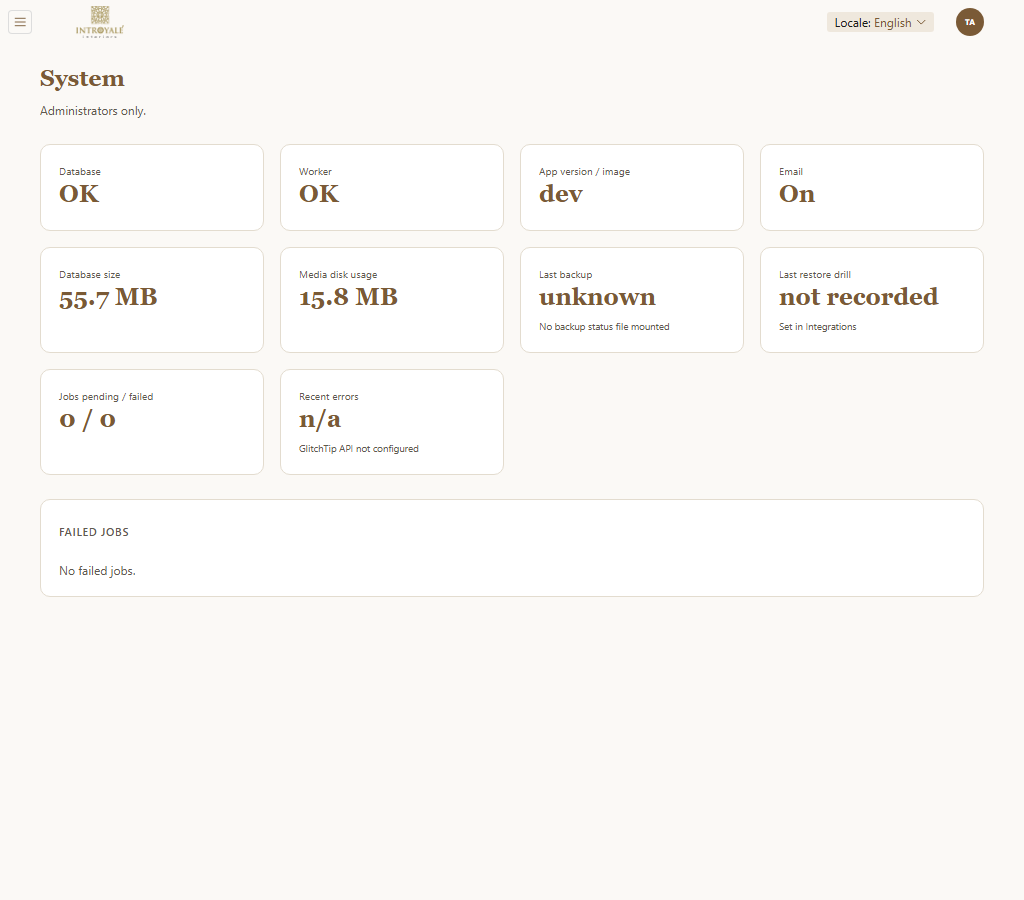 INTROYALE
interiors
Locale: English
TA
System
Administrators only.
Database
OK
Worker
OK
App version / image
dev
Email
On
Database size
55.7 MB
Media disk usage
15.8 MB
Last backup
unknown
No backup status file mounted
Last restore drill
not recorded
Set in Integrations
Jobs pending / failed
0 / 0
Recent errors
n/a
GlitchTip API not configured
FAILED JOBS
No failed jobs.